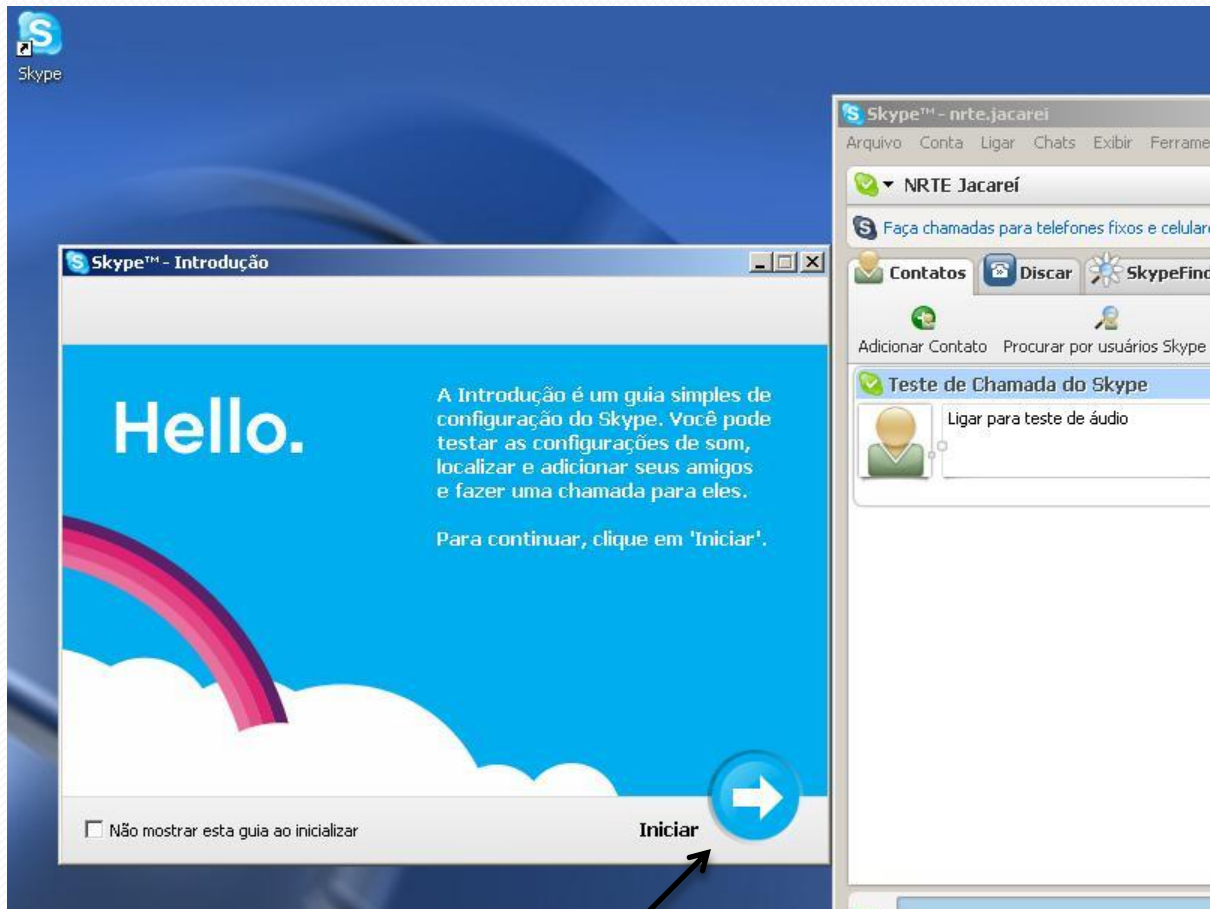 Skype
Skype™ - nrte.jacarei
Arquivo Conta Ligar Chats Exibir
NRTE Jacareí
Faça chamadas para telefones fixos e
Contatos Discar
Adicionar Contato Procurar por usuários Skype
Teste de Chamada do Skype
Ligar para teste de áudio
Skype™ - Introdução
Hello.
A Introdução é um guia simples de
configuração do Skype. Você pode
testar as configurações de som,
localizar e adicionar seus amigos
e fazer uma chamada para eles.
Para continuar, clique em 'Iniciar'.
Não mostrar esta guia ao inicializar
Iniciar